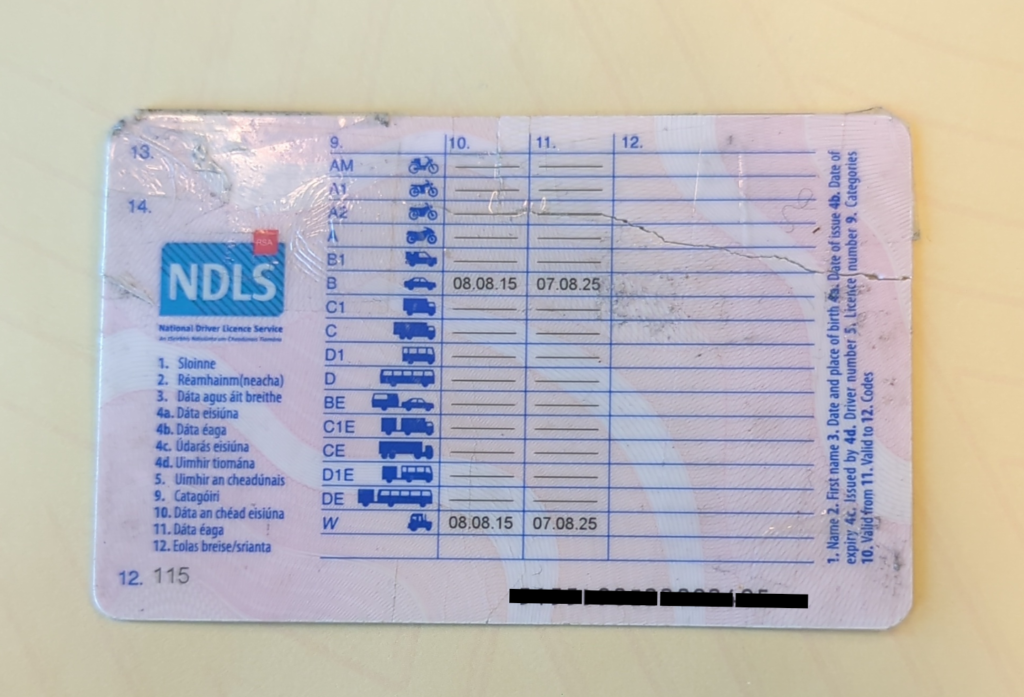 13.
14.
RSA
NDLS
National Driver Licence Service
1. Sloinne
2. Réamhainm(neacha)
3. Dáta agus áit breithe
4a. Dáta eisiúna
4b. Dáta éaga
4c. Údarás eisiúna
4d. Uimhir tiomána
5. Uimhir an cheadúnais
9. Catagóirí
10. Dáta an chéad eisiúna
11. Dáta éaga
12. Eolas breise/srianta
12. 115
9. 10. 11. 12.
AM
A1
A2
A
B1
B 08.08.15 07.08.25
C1
C
D1
D
BE
C1E
CE
D1E
DE
W 08.08.15 07.08.25
1. Name 2. First name 3. Date and place of birth 4a. Date of issue 4b. Date of
expiry 4c. Issued by 4d. Driver number 5. Licence number 9. Categories
10. Valid from 11. Valid to 12. Codes